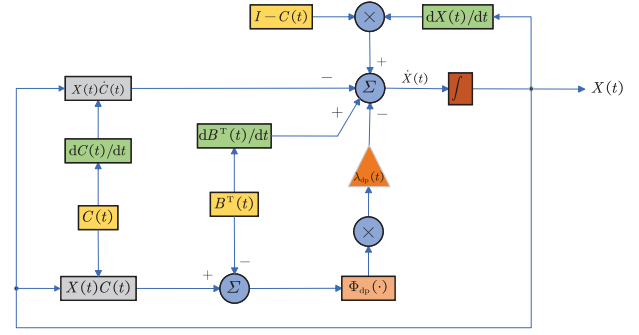 I − C(t)
×
dX(t)/dt
+
X(t)Ċ(t)
−
Σ
Ẋ(t)
∫
X(t)
+
−
dB^T(t)/dt
dC(t)/dt
λ_dp(t)
C(t)
B^T(t)
×
X(t)C(t)
+
−
Σ
Φ_dp(·)